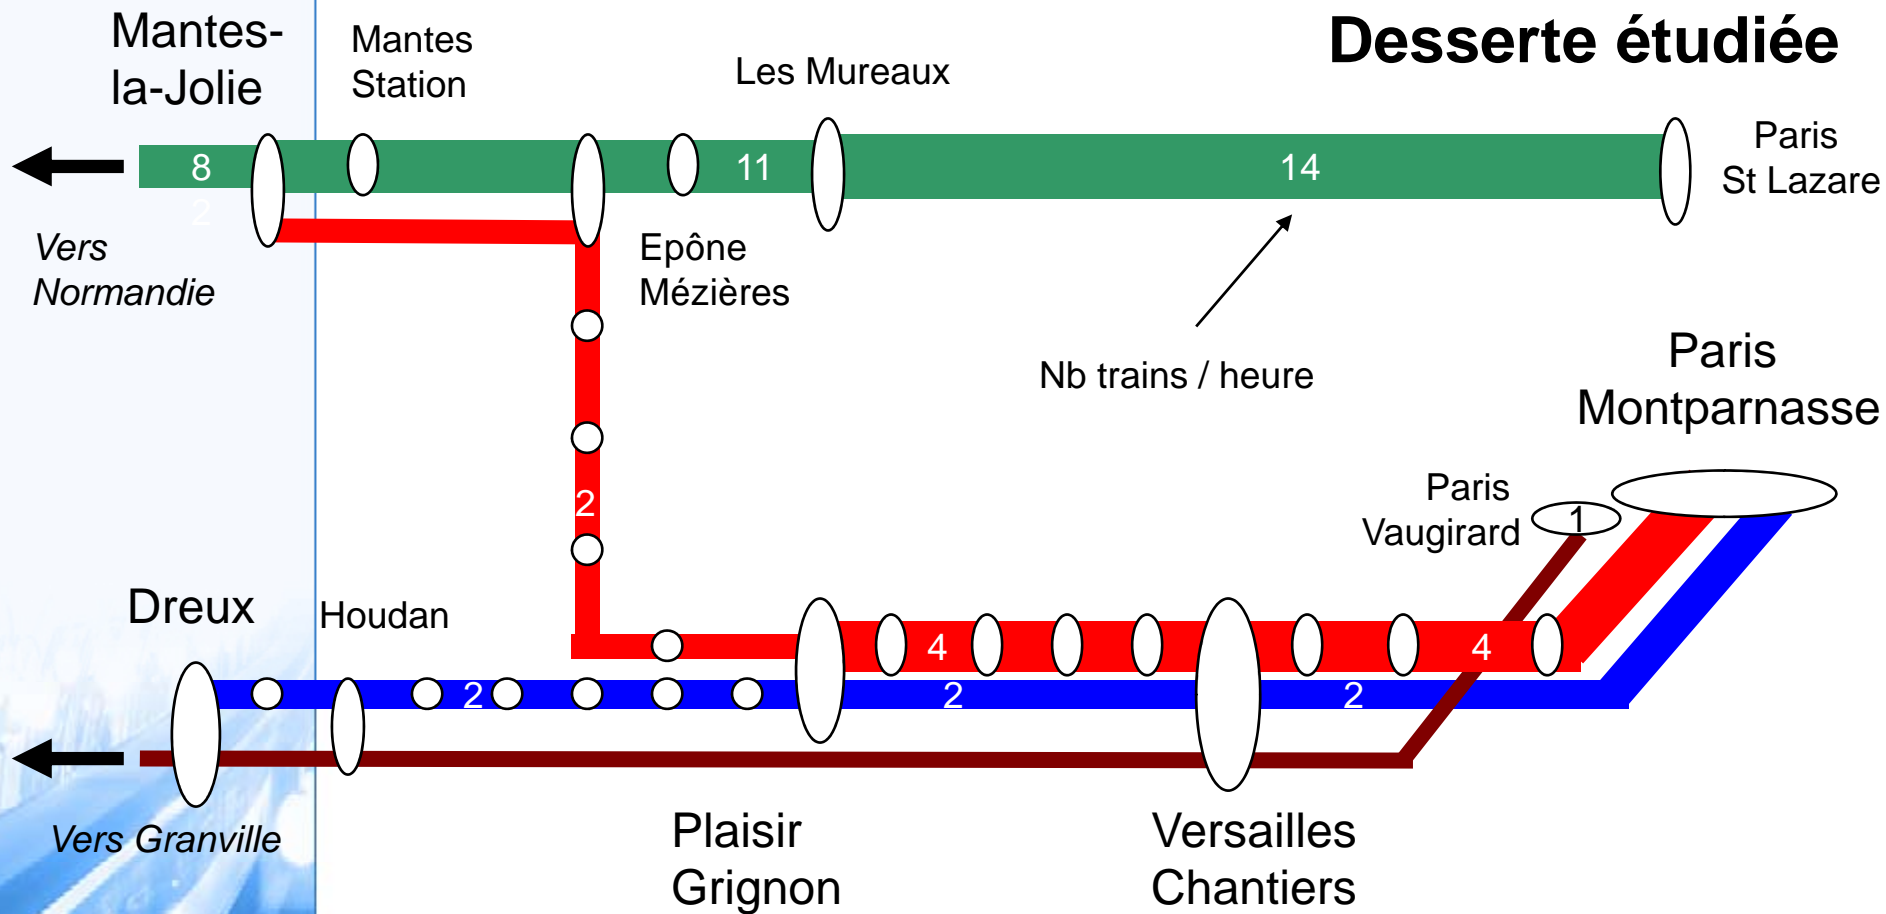 Desserte étudiée
Mantes-
la-Jolie
Mantes
Station
Les Mureaux
Paris
St Lazare
8
11
14
2
Vers
Normandie
Epône
Mézières
Nb trains / heure
Paris
Montparnasse
Paris
Vaugirard
1
2
Dreux
Houdan
4
4
2
2
2
Vers Granville
Plaisir
Grignon
Versailles
Chantiers